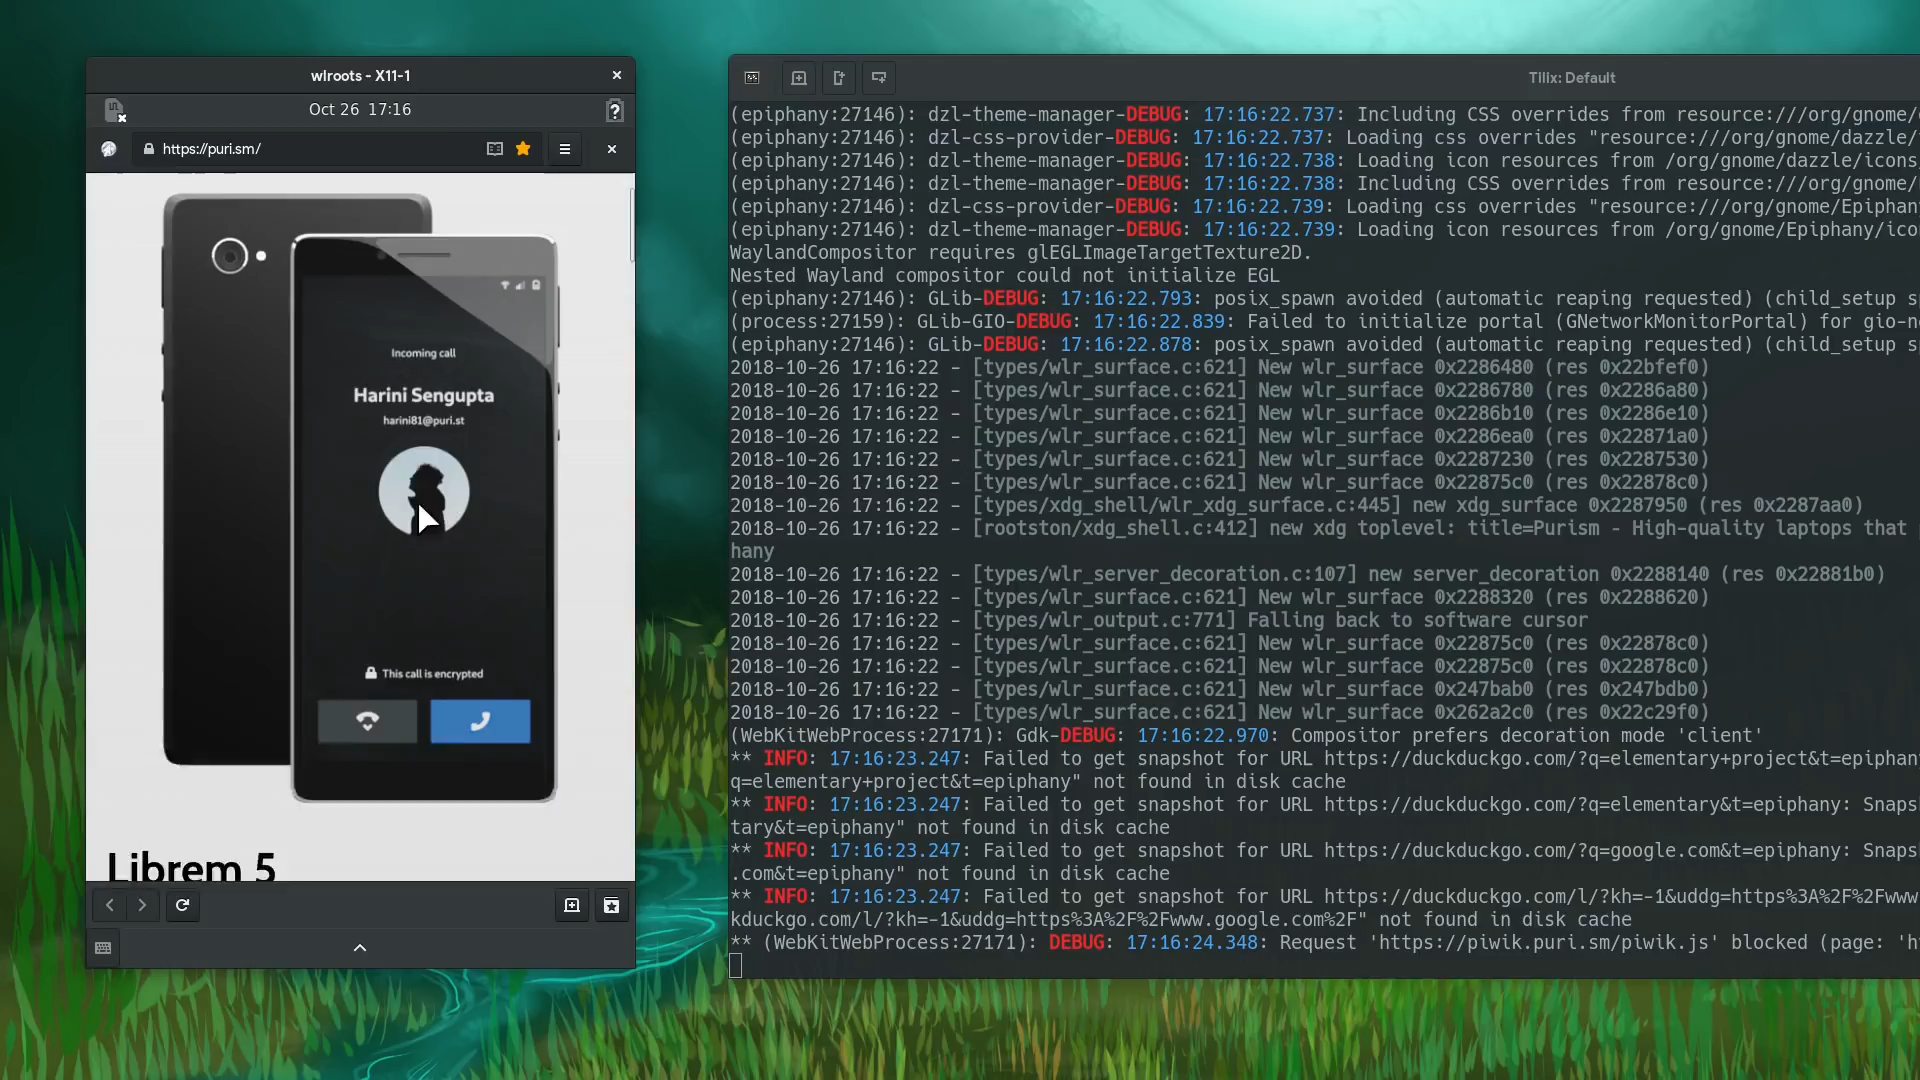 wlroots - X11-1
Oct 26 17:16
https://puri.sm/
Incoming call
Harini Sengupta
harini81@puri.st
This call is encrypted
Librem 5
Tilix: Default
(epiphany:27146): dzl-theme-manager-DEBUG: 17:16:22.737: Including CSS overrides from resource:///org/gnome/
(epiphany:27146): dzl-css-provider-DEBUG: 17:16:22.737: Loading css overrides "resource:///org/gnome/dazzle/
(epiphany:27146): dzl-theme-manager-DEBUG: 17:16:22.738: Loading icon resources from /org/gnome/dazzle/icons
(epiphany:27146): dzl-theme-manager-DEBUG: 17:16:22.738: Including CSS overrides from resource:///org/gnome/
(epiphany:27146): dzl-css-provider-DEBUG: 17:16:22.739: Loading css overrides "resource:///org/gnome/Epiphany
(epiphany:27146): dzl-theme-manager-DEBUG: 17:16:22.739: Loading icon resources from /org/gnome/Epiphany/ico
WaylandCompositor requires glEGLImageTargetTexture2D.
Nested Wayland compositor could not initialize EGL
(epiphany:27146): GLib-DEBUG: 17:16:22.793: posix_spawn avoided (automatic reaping requested) (child_setup s
(process:27159): GLib-GIO-DEBUG: 17:16:22.839: Failed to initialize portal (GNetworkMonitorPortal) for gio-n
(epiphany:27146): GLib-DEBUG: 17:16:22.878: posix_spawn avoided (automatic reaping requested) (child_setup s
2018-10-26 17:16:22 - [types/wlr_surface.c:621] New wlr_surface 0x2286480 (res 0x22bfef0)
2018-10-26 17:16:22 - [types/wlr_surface.c:621] New wlr_surface 0x2286780 (res 0x2286a80)
2018-10-26 17:16:22 - [types/wlr_surface.c:621] New wlr_surface 0x2286b10 (res 0x2286e10)
2018-10-26 17:16:22 - [types/wlr_surface.c:621] New wlr_surface 0x2286ea0 (res 0x22871a0)
2018-10-26 17:16:22 - [types/wlr_surface.c:621] New wlr_surface 0x2287230 (res 0x2287530)
2018-10-26 17:16:22 - [types/wlr_surface.c:621] New wlr_surface 0x22875c0 (res 0x22878c0)
2018-10-26 17:16:22 - [types/xdg_shell/wlr_xdg_surface.c:445] new xdg_surface 0x2287950 (res 0x2287aa0)
2018-10-26 17:16:22 - [rootston/xdg_shell.c:412] new xdg toplevel: title=Purism - High-quality laptops that
hany
2018-10-26 17:16:22 - [types/wlr_server_decoration.c:107] new server_decoration 0x2288140 (res 0x22881b0)
2018-10-26 17:16:22 - [types/wlr_surface.c:621] New wlr_surface 0x2288320 (res 0x2288620)
2018-10-26 17:16:22 - [types/wlr_output.c:771] Falling back to software cursor
2018-10-26 17:16:22 - [types/wlr_surface.c:621] New wlr_surface 0x22875c0 (res 0x22878c0)
2018-10-26 17:16:22 - [types/wlr_surface.c:621] New wlr_surface 0x22875c0 (res 0x22878c0)
2018-10-26 17:16:22 - [types/wlr_surface.c:621] New wlr_surface 0x247bab0 (res 0x247bdb0)
2018-10-26 17:16:22 - [types/wlr_surface.c:621] New wlr_surface 0x262a2c0 (res 0x22c29f0)
(WebKitWebProcess:27171): Gdk-DEBUG: 17:16:22.970: Compositor prefers decoration mode 'client'
** INFO: 17:16:23.247: Failed to get snapshot for URL https://duckduckgo.com/?q=elementary+project&t=epiphan
q=elementary+project&t=epiphany" not found in disk cache
** INFO: 17:16:23.247: Failed to get snapshot for URL https://duckduckgo.com/?q=elementary&t=epiphany: Snaps
tary&t=epiphany" not found in disk cache
** INFO: 17:16:23.247: Failed to get snapshot for URL https://duckduckgo.com/?q=google.com&t=epiphany: Snaps
.com&t=epiphany" not found in disk cache
** INFO: 17:16:23.247: Failed to get snapshot for URL https://duckduckgo.com/l/?kh=-1&uddg=https%3A%2F%2Fwww
kduckgo.com/l/?kh=-1&uddg=https%3A%2F%2Fwww.google.com%2F" not found in disk cache
** (WebKitWebProcess:27171): DEBUG: 17:16:24.348: Request 'https://piwik.puri.sm/piwik.js' blocked (page: 'h